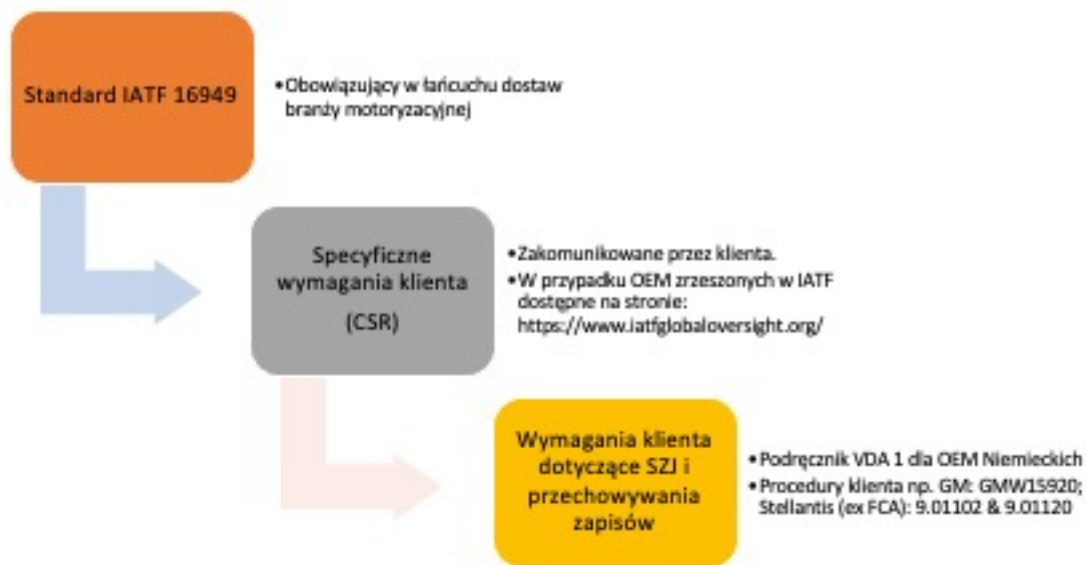 Standard IATF 16949
•Obowiązujący w łańcuchu dostaw
branży motoryzacyjnej
Specyficzne
wymagania klienta
(CSR)
•Zakomunikowane przez klienta.
•W przypadku OEM zrzeszonych w IATF
dostępne na stronie:
https://www.iatfglobaloversight.org/
Wymagania klienta
dotyczące SZJ i
przechowywania
zapisów
•Podręcznik VDA 1 dla OEM Niemieckich
•Procedury klienta np. GM: GMW15920;
Stellantis (ex FCA): 9.01102 & 9.01120